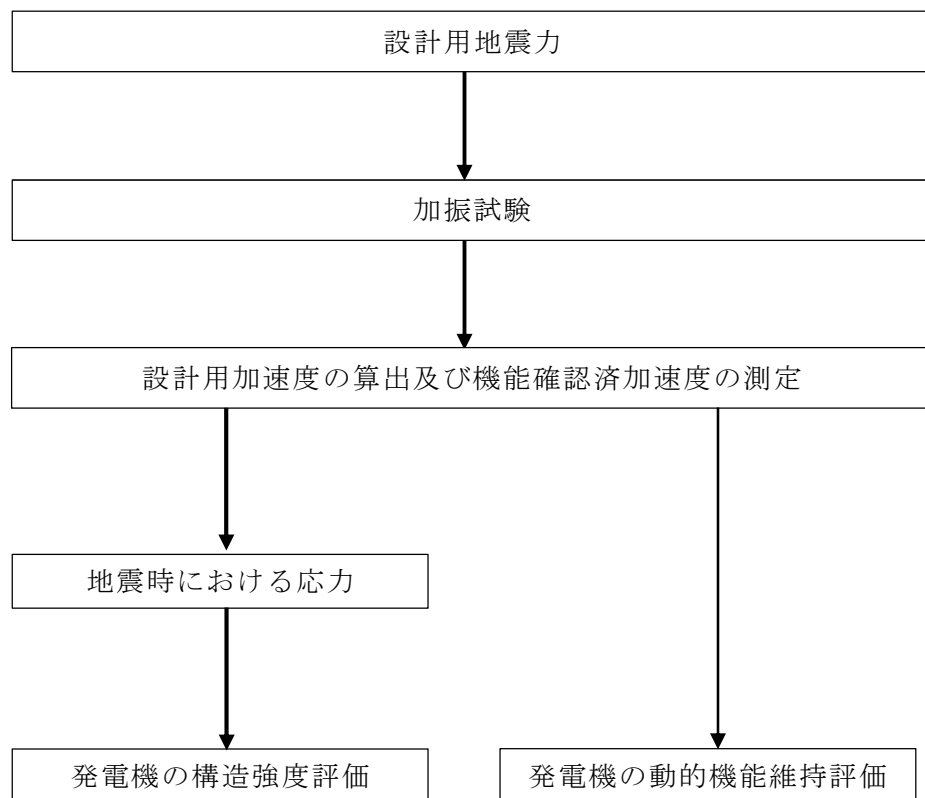 設計用地震力
加振試験
設計用加速度の算出及び機能確認済加速度の測定
地震時における応力
発電機の構造強度評価
発電機の動的機能維持評価